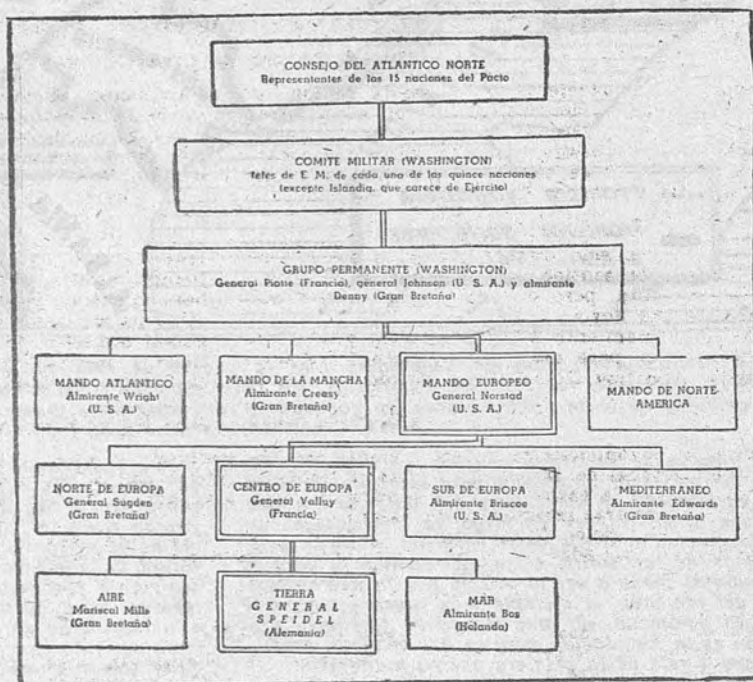 CONSEJO DEL ATLANTICO NORTE
Representantes de las 15 naciones del Pacto
COMITE MILITAR (WASHINGTON)
Jefes de E. M. de cada una de las quince naciones
(excepto Islandia, que carece de Ejército)
GRUPO PERMANENTE (WASHINGTON)
General Piatte (Francia), general Johnson (U. S. A.) y almirante
Denny (Gran Bretaña)
MANDO ATLANTICO
Almirante Wright
(U. S. A.)
MANDO DE LA MANCHA
Almirante Creasy
(Gran Bretaña)
MANDO EUROPEO
General Norstad
(U. S. A.)
MANDO DE NORTE-
AMERICA
NORTE DE EUROPA
General Sugden
(Gran Bretaña)
CENTRO DE EUROPA
General Valluy
(Francia)
SUR DE EUROPA
Almirante Briscoe
(U. S. A.)
MEDITERRANEO
Almirante Edwards
(Gran Bretaña)
AIRE
Mariscal Mills
(Gran Bretaña)
TIERRA
GENERAL
SPEIDEL
(Alemania)
MAR
Almirante Bos
(Holanda)